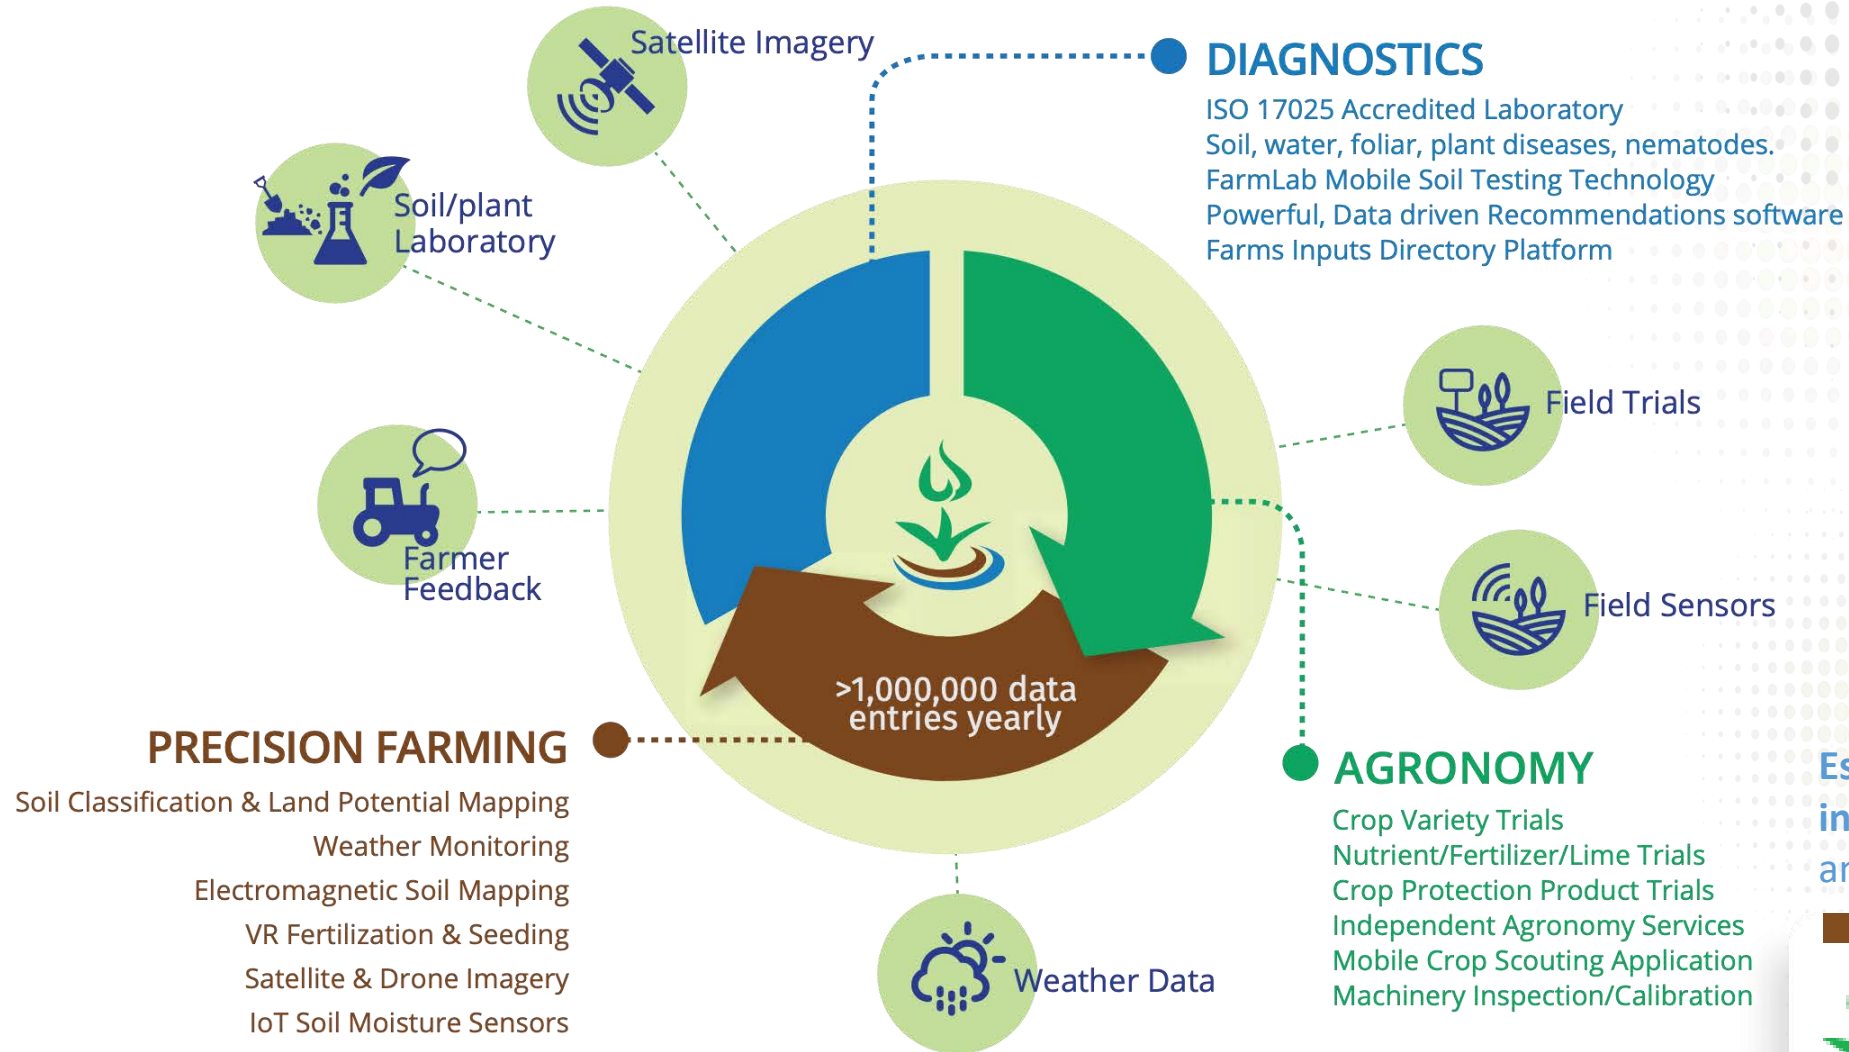 Satellite Imagery
DIAGNOSTICS
ISO 17025 Accredited Laboratory
Soil, water, foliar, plant diseases, nematodes.
FarmLab Mobile Soil Testing Technology
Powerful, Data driven Recommendations software
Farms Inputs Directory Platform
Soil/plant
Laboratory
Field Trials
Farmer
Feedback
Field Sensors
>1,000,000 data
entries yearly
PRECISION FARMING
Soil Classification & Land Potential Mapping
Weather Monitoring
Electromagnetic Soil Mapping
VR Fertilization & Seeding
Satellite & Drone Imagery
IoT Soil Moisture Sensors
AGRONOMY
Crop Variety Trials
Nutrient/Fertilizer/Lime Trials
Crop Protection Product Trials
Independent Agronomy Services
Mobile Crop Scouting Application
Machinery Inspection/Calibration
Weather Data